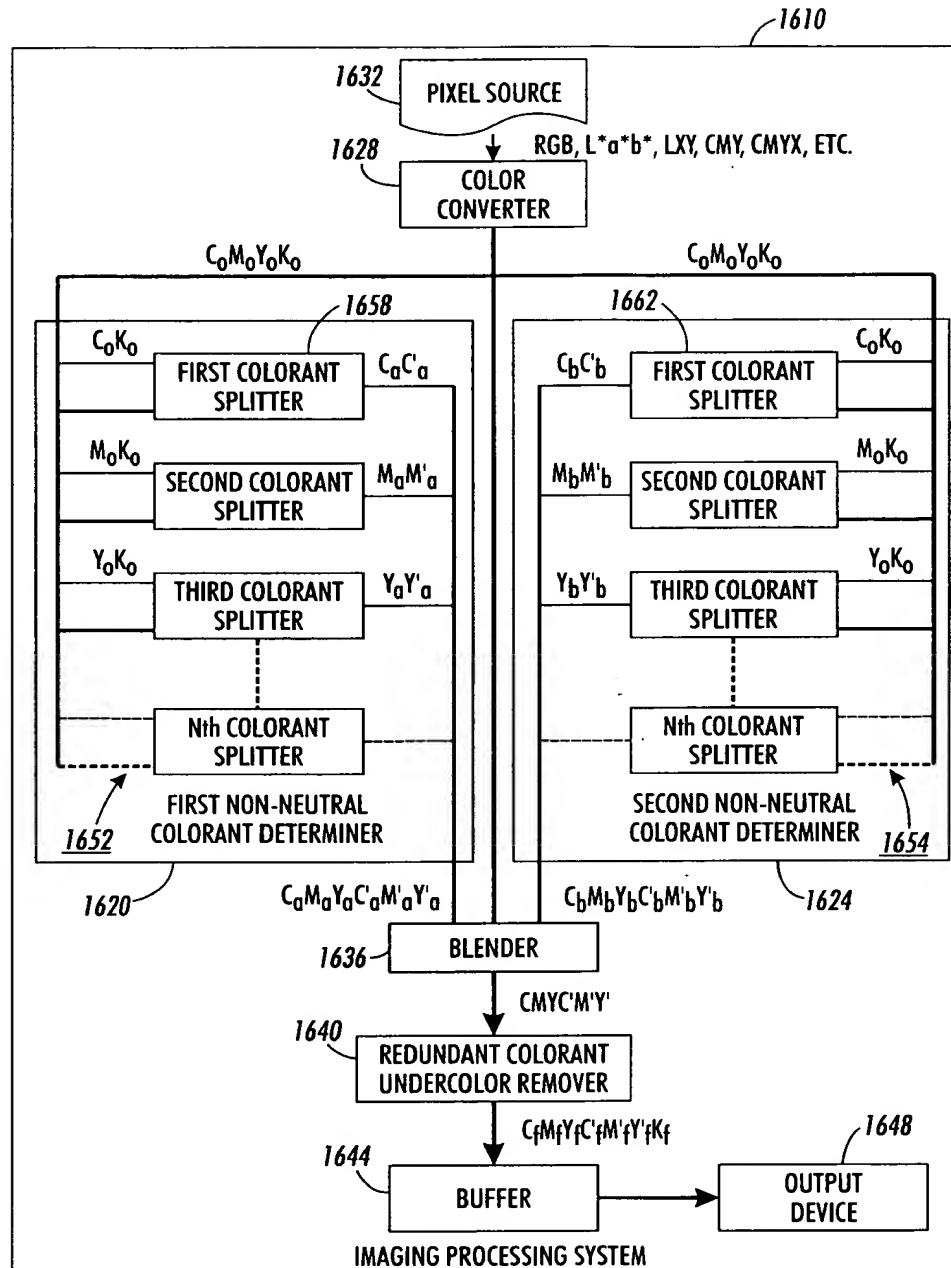 1610
1632
PIXEL SOURCE
RGB, L*a*b*, LXY, CMY, CMYX, ETC.
1628
COLOR
CONVERTER
CoMoYoKo
CoMoYoKo
1658
1662
CoKo
FIRST COLORANT
SPLITTER
CaC'a
CbC'b
FIRST COLORANT
SPLITTER
CoKo
MoKo
SECOND COLORANT
SPLITTER
MaM'a
MbM'b
SECOND COLORANT
SPLITTER
MoKo
YoKo
THIRD COLORANT
SPLITTER
YaY'a
YbY'b
THIRD COLORANT
SPLITTER
YoKo
Nth COLORANT
SPLITTER
Nth COLORANT
SPLITTER
1652
FIRST NON-NEUTRAL
COLORANT DETERMINER
SECOND NON-NEUTRAL
COLORANT DETERMINER
1654
1620
CaMaYaC'aM'aY'a
CbMbYbC'bM'bY'b
1624
1636
BLENDER
CMYC'M'Y'
1640
REDUNDANT COLORANT
UNDERCOLOR REMOVER
CfMfYfC'fM'fY'fKf
1644
BUFFER
1648
OUTPUT
DEVICE
IMAGING PROCESSING SYSTEM